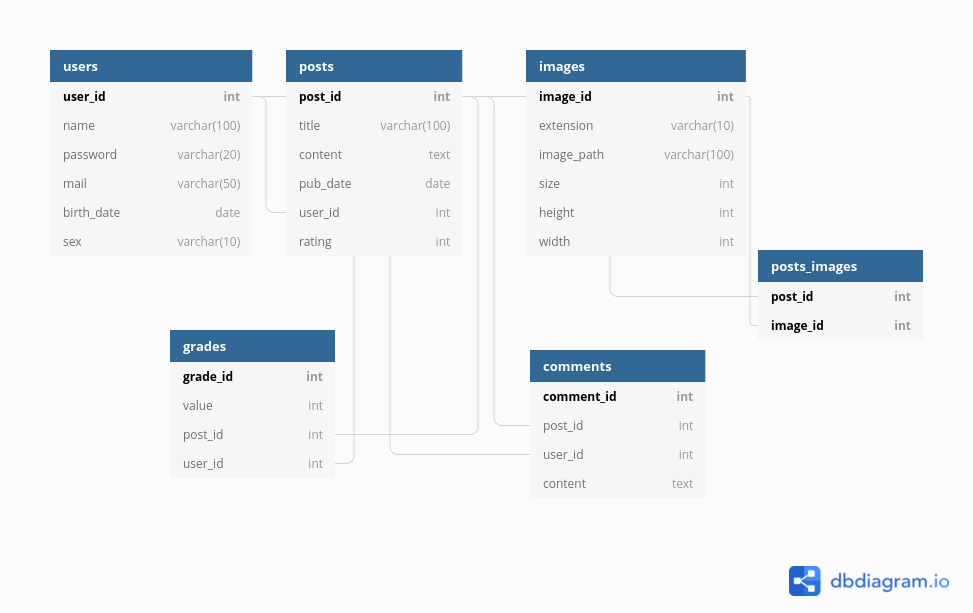 users
user_id int
name varchar(100)
password varchar(20)
mail varchar(50)
birth_date date
sex varchar(10)
posts
post_id int
title varchar(100)
content text
pub_date date
user_id int
rating int
images
image_id int
extension varchar(10)
image_path varchar(100)
size int
height int
width int
posts_images
post_id int
image_id int
grades
grade_id int
value int
post_id int
user_id int
comments
comment_id int
post_id int
user_id int
content text
dbdiagram.io